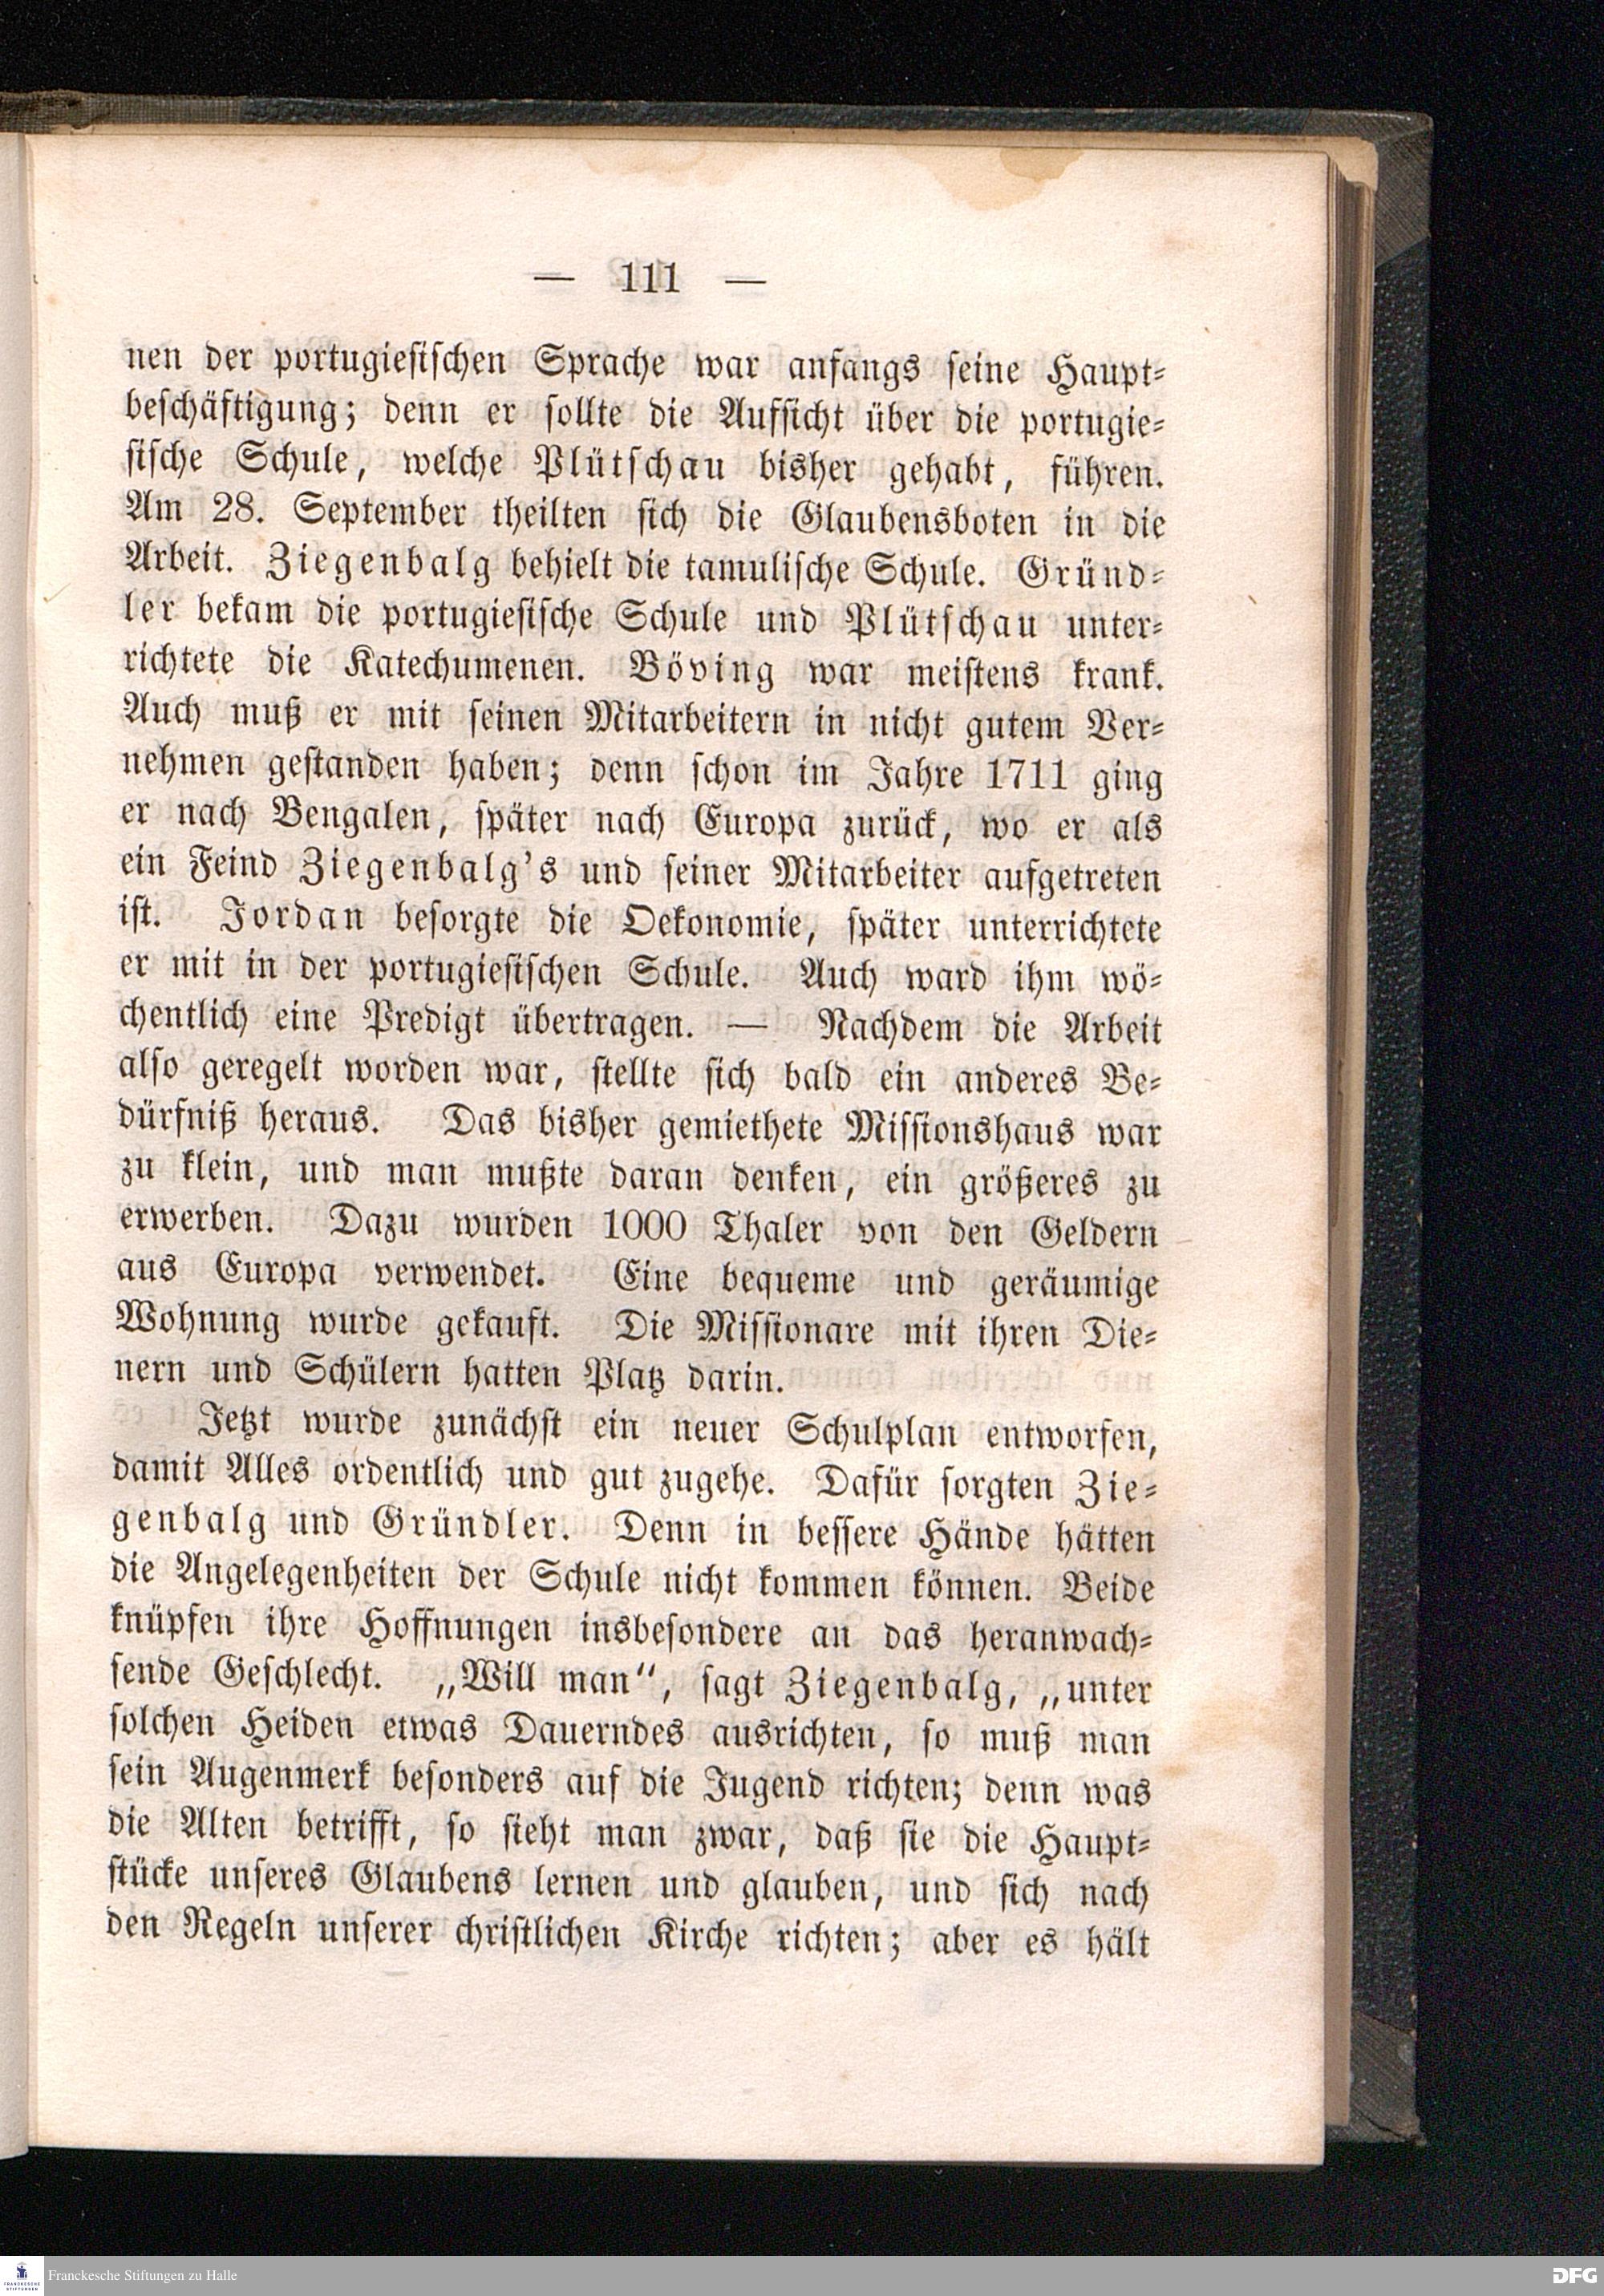 — 111 —
nen der portugiesischen Sprache war anfangs seine Haupt-
beschäftigung; denn er sollte die Aufsicht über die portugie-
sische Schule, welche Plütschau bisher gehabt, führen.
Am 28. September theilten sich die Glaubensboten in die
Arbeit. Ziegenbalg behielt die tamulische Schule. Gründ-
ler bekam die portugiesische Schule und Plütschau unter-
richtete die Katechumenen. Böving war meistens krank.
Auch muß er mit seinen Mitarbeitern in nicht gutem Ver-
nehmen gestanden haben; denn schon im Jahre 1711 ging
er nach Bengalen, später nach Europa zurück, wo er als
ein Feind Ziegenbalg's und seiner Mitarbeiter aufgetreten
ist. Jordan besorgte die Oekonomie, später unterrichtete
er mit in der portugiesischen Schule. Auch ward ihm wö-
chentlich eine Predigt übertragen. — Nachdem die Arbeit
also geregelt worden war, stellte sich bald ein anderes Be-
dürfniß heraus. Das bisher gemiethete Missionshaus war
zu klein, und man mußte daran denken, ein größeres zu
erwerben. Dazu wurden 1000 Thaler von den Geldern
aus Europa verwendet. Eine bequeme und geräumige
Wohnung wurde gekauft. Die Missionare mit ihren Die-
nern und Schülern hatten Platz darin.
Jetzt wurde zunächst ein neuer Schulplan entworfen,
damit Alles ordentlich und gut zugehe. Dafür sorgten Zie-
genbalg und Gründler. Denn in bessere Hände hätten
die Angelegenheiten der Schule nicht kommen können. Beide
knüpfen ihre Hoffnungen insbesondere an das heranwach-
sende Geschlecht. „Will man“, sagt Ziegenbalg, „unter
solchen Heiden etwas Dauerndes ausrichten, so muß man
sein Augenmerk besonders auf die Jugend richten; denn was
die Alten betrifft, so sieht man zwar, daß sie die Haupt-
stücke unseres Glaubens lernen und glauben, und sich nach
den Regeln unserer christlichen Kirche richten; aber es hält
FRANCKESCHE
STIFTUNGEN
Franckesche Stiftungen zu Halle
DFG